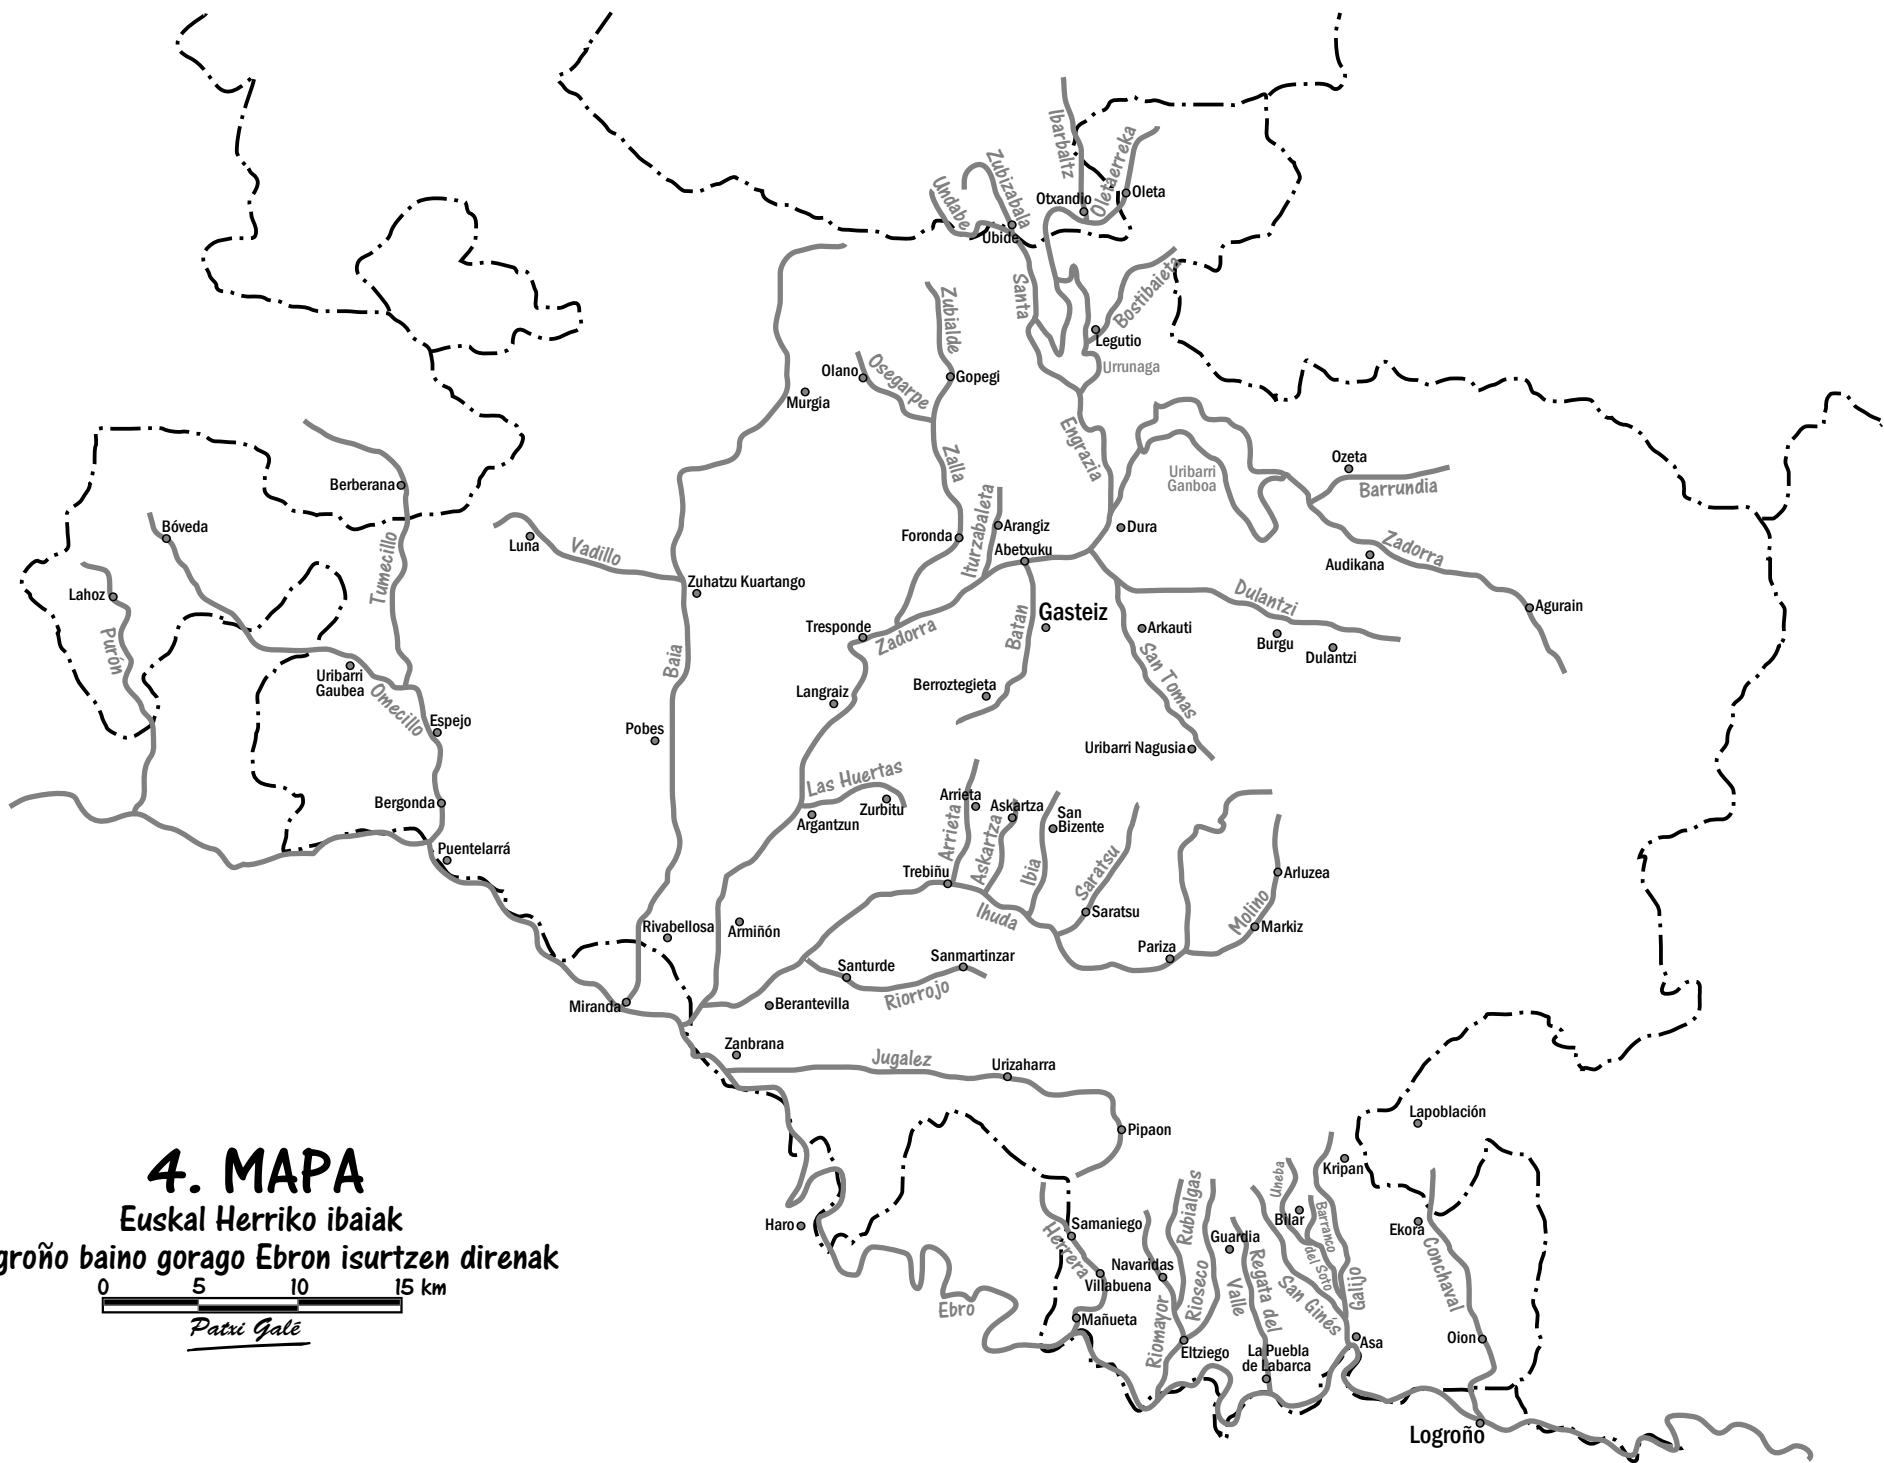 Ibarbaltz
Oletaerreka
Zubizabala
Undabe
Otxandio
Oleta
Ubide
Santa
Bostibaieta
Zubialde
Legutio
Urrunaga
Olano
Osegarpe
Gopegi
Murgia
Engrazia
Zalla
Ozeta
Uribarri
Ganboa
Barrundia
Berberana
Iturzabaleta
Bóveda
Arangiz
Dura
Foronda
Luna
Vadillo
Abetxuku
Zadorra
Audikana
Tumecillo
Zuhatzu Kuartango
Lahoz
Dulantzi
Agurain
Gasteiz
Tresponde
Zadorra
Batan
Arkauti
Burgu
Dulantzi
Purón
Baia
San Tomas
Uribarri
Gaubea
Omecillo
Langraiz
Berroztegieta
Espejo
Pobes
Uribarri Nagusia
Las Huertas
Bergonda
Zurbitu
Argantzun
Arrieta
Askartza
San
Bizente
Arrieta
Askartza
Ibia
Saratsu
Puentelarrá
Trebiñu
Arluzea
Ihuda
Saratsu
Molino
Markiz
Rivabellosa
Armiñón
Pariza
Santurde
Sanmartinzar
Riorrojo
Miranda
Berantevilla
Zanbrana
Jugalez
Urizaharra
Lapoblación
Pipaon
4. MAPA
Kripan
Uneba
Rubialgas
Euskal Herriko ibaiak
Haro
Samaniego
Bilar
Barranco
del Soto
Ekora
Herrera
Guardia
groño baino gorago Ebron isurtzen direnak
Navaridas
Villabuena
Rioseco
Regata del
Valle
San Ginés
Galijo
Conchaval
0 5 10 15 km
Ebro
Mañueta
Riomayor
Patxi Galé
Eltziego
La Puebla
de Labarca
Asa
Oion
Logroño